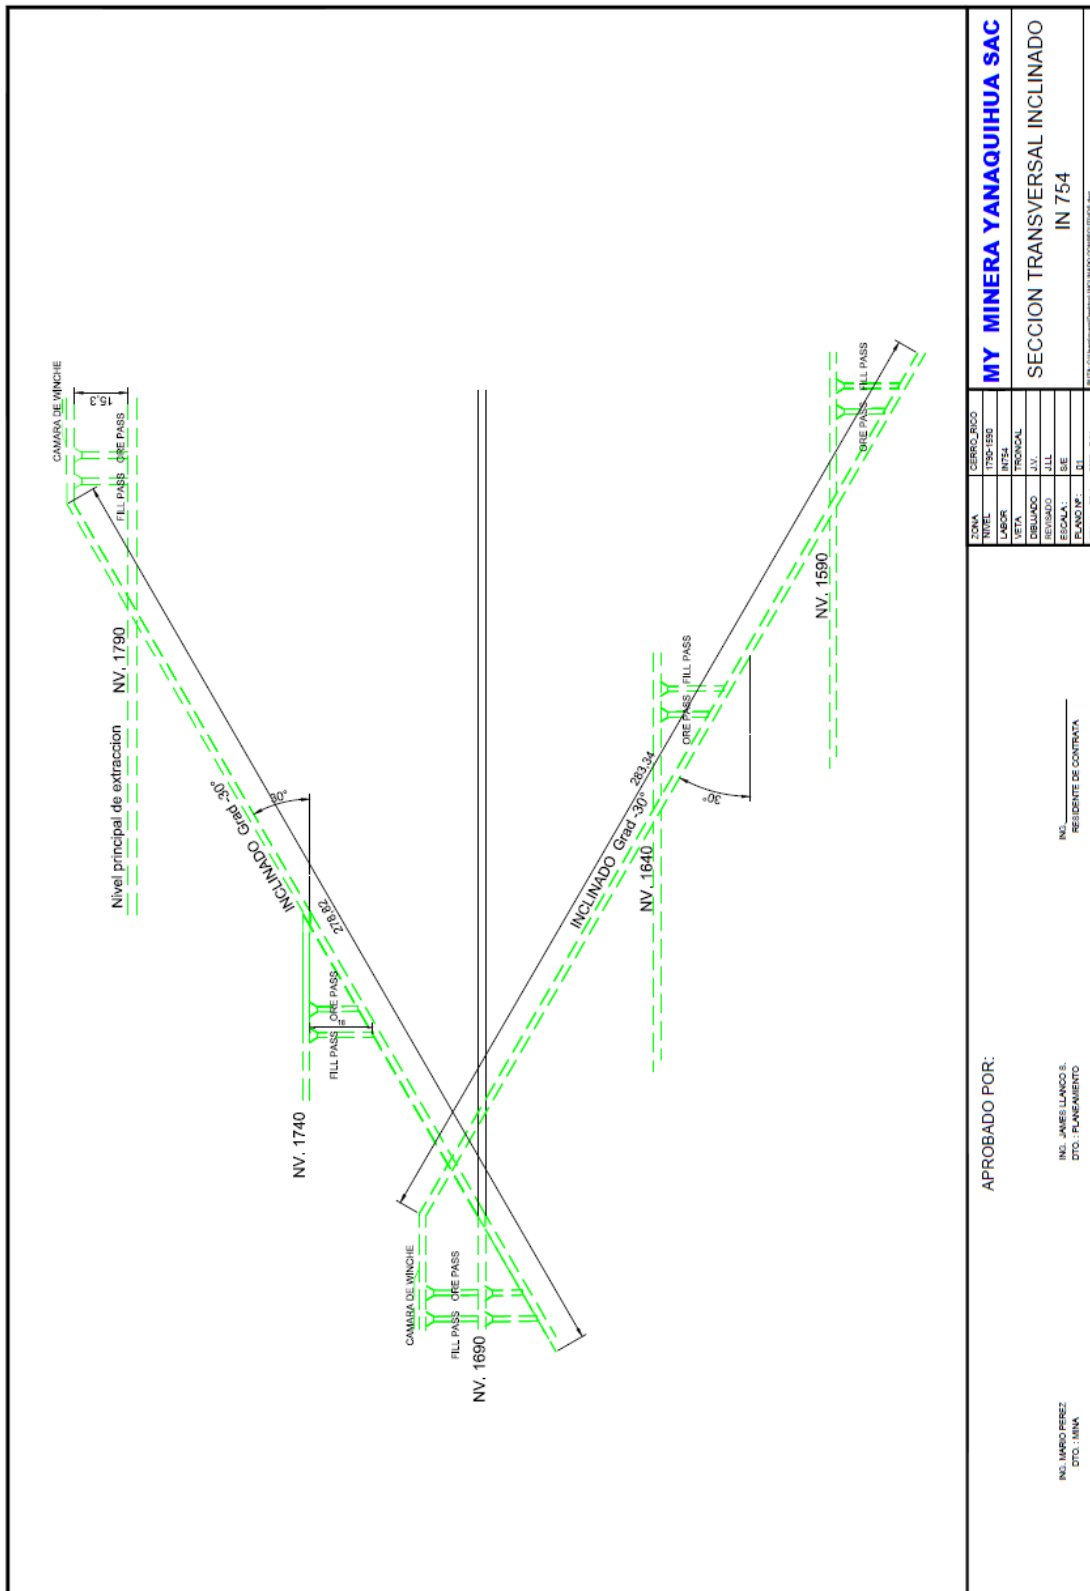 CAMARA DE WINCHE
15,3
FILL PASS
ORE PASS
NV. 1790
Nivel principal de extraccion
INCLINADO Grad -30°
30°
278,82
NV. 1740
FILL PASS
ORE PASS
CAMARA DE WINCHE
FILL PASS
ORE PASS
NV. 1690
INCLINADO Grad -30°
283,34
30°
NV. 1640
ORE PASS
FILL PASS
NV. 1590
ORE PASS
FILL PASS
MY MINERA YANAQUIHUA SAC
SECCION TRANSVERSAL INCLINADO
IN 754
ZONA CERRO_RICO
NIVEL 1790-1590
LABOR IN754
VETA TRONCAL
DIBUJADO J.V.
REVISADO J.LL
ESCALA : S/E
PLANO Nº : 01
APROBADO POR:
ING. MARIO PEREZ
DTO. : MINA
ING. JAMES LLANCO S.
DTO. : PLANEAMIENTO
ING.
RESIDENTE DE CONTRATA